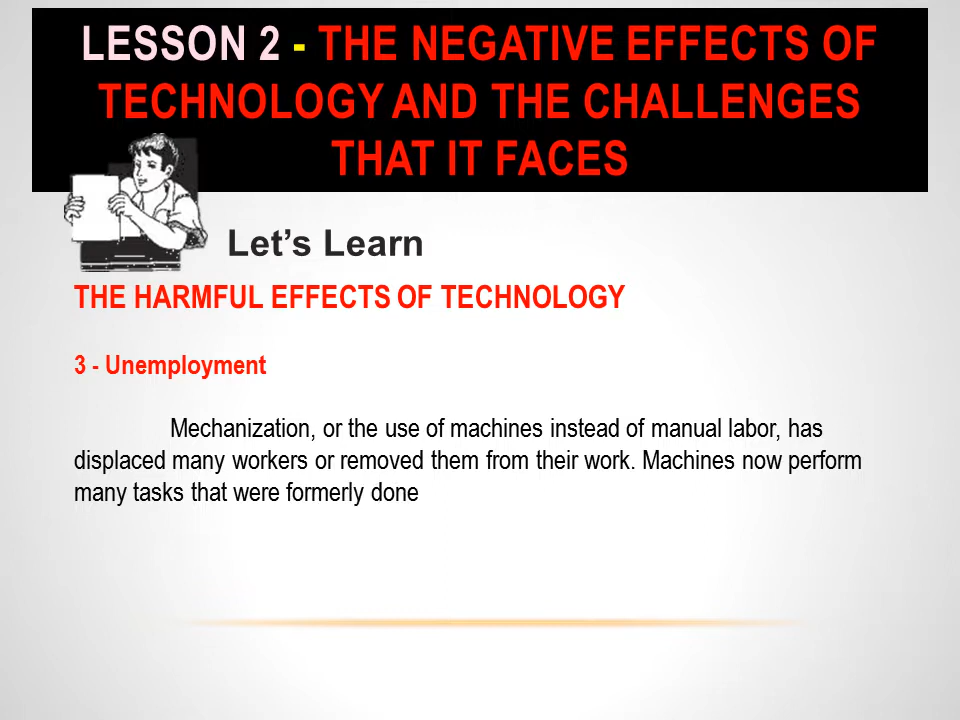 LESSON 2 - THE NEGATIVE EFFECTS OF
TECHNOLOGY AND THE CHALLENGES
THAT IT FACES
Let’s Learn
THE HARMFUL EFFECTS OF TECHNOLOGY
3 - Unemployment
Mechanization, or the use of machines instead of manual labor, has
displaced many workers or removed them from their work. Machines now perform
many tasks that were formerly done